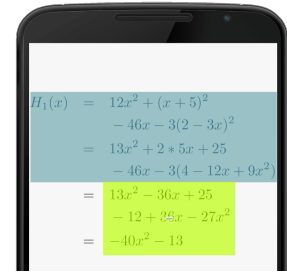 H₁(x) = 12x² + (x + 5)²
− 46x − 3(2 − 3x)²
= 13x² + 2 ∗ 5x + 25
− 46x − 3(4 − 12x + 9x²)
= 13x² − 36x + 25
− 12 + 36x − 27x²
= −40x² − 13